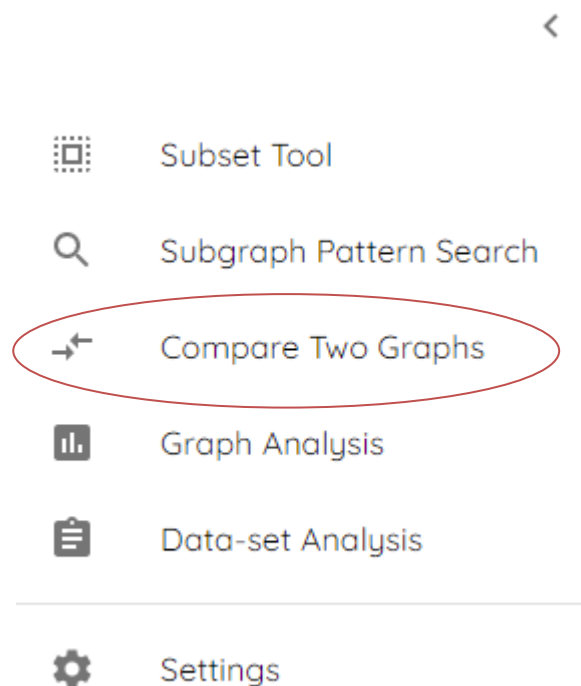 Subset Tool
Subgraph Pattern Search
Compare Two Graphs
Graph Analysis
Data-set Analysis
Settings